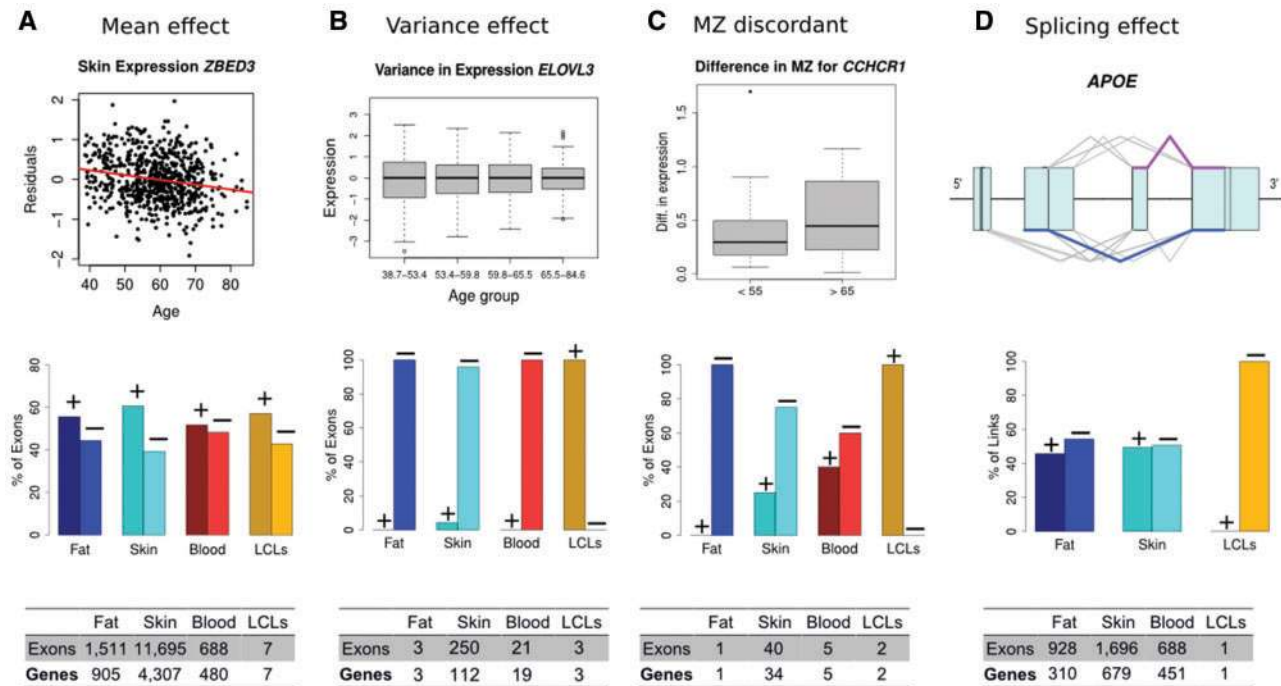 A Mean effect
B Variance effect
C MZ discordant
D Splicing effect
Skin Expression ZBED3
Residuals
2
1
0
−1
−2
40 50 60 70 80
Age
Variance in Expression ELOVL3
Expression
3
2
1
0
−1
−2
−3
38.7−53.4 53.4−59.8 59.8−65.5 65.5−84.6
Age group
Difference in MZ for CCHCR1
Diff. in expression
1.5
1.0
0.5
0.0
< 55 > 65
APOE
5' 3'
% of Exons
80
60
40
20
0
+ − + − + − + −
Fat Skin Blood LCLs
% of Exons
100
80
60
40
20
0
+ − + − + − + −
Fat Skin Blood LCLs
% of Exons
100
80
60
40
20
0
+ − + − + − + −
Fat Skin Blood LCLs
% of Links
100
80
60
40
20
0
+ − + − + −
Fat Skin LCLs
Fat Skin Blood LCLs
Exons 1,511 11,695 688 7
Genes 905 4,307 480 7
Fat Skin Blood LCLs
Exons 3 250 21 3
Genes 3 112 19 3
Fat Skin Blood LCLs
Exons 1 40 5 2
Genes 1 34 5 2
Fat Skin Blood LCLs
Exons 928 1,696 688 1
Genes 310 679 451 1